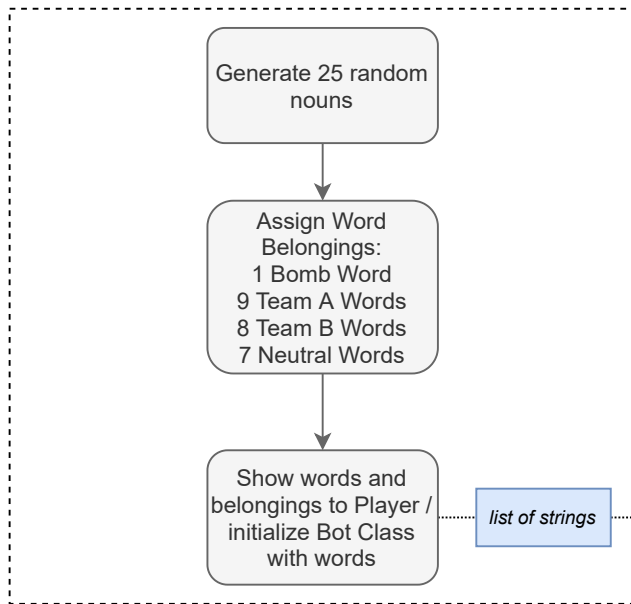 Generate 25 random
nouns
Assign Word
Belongings:
1 Bomb Word
9 Team A Words
8 Team B Words
7 Neutral Words
Show words and
belongings to Player /
initialize Bot Class
with words
list of strings